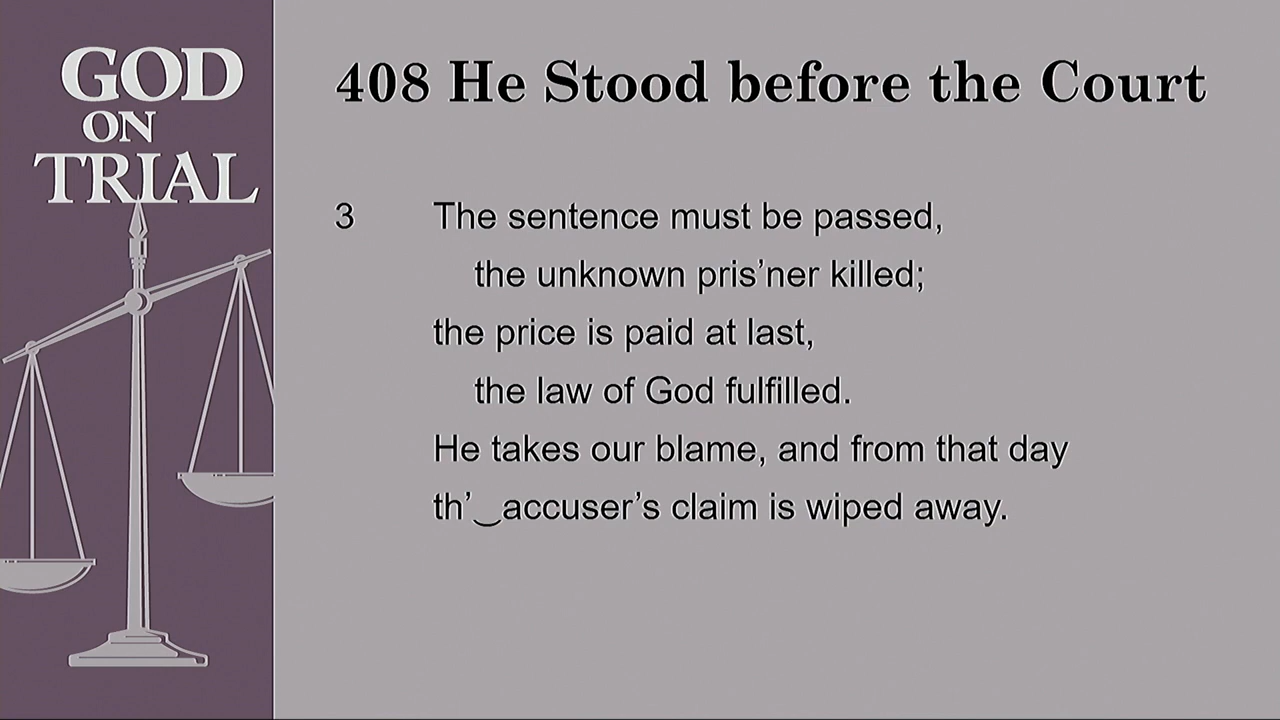 GOD
ON
TRIAL
408 He Stood before the Court
3 The sentence must be passed,
the unknown pris’ner killed;
the price is paid at last,
the law of God fulfilled.
He takes our blame, and from that day
th’‿accuser’s claim is wiped away.